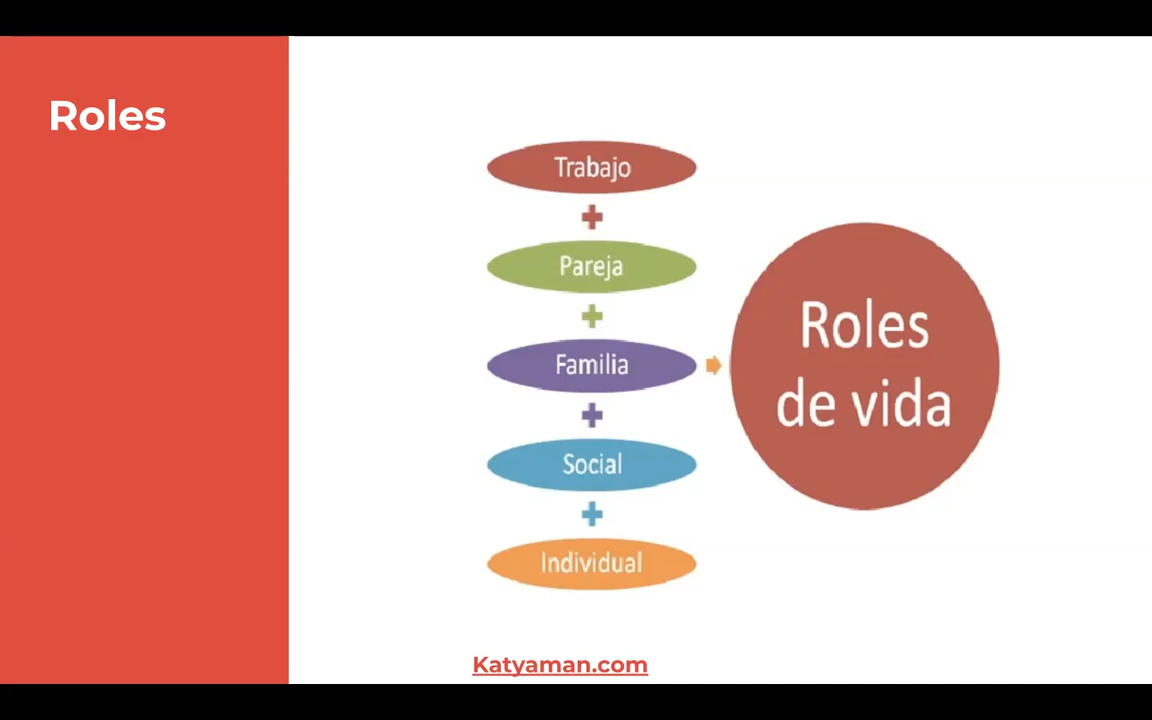 Roles
Trabajo
Pareja
Familia
Social
Individual
Roles
de vida
Katyaman.com